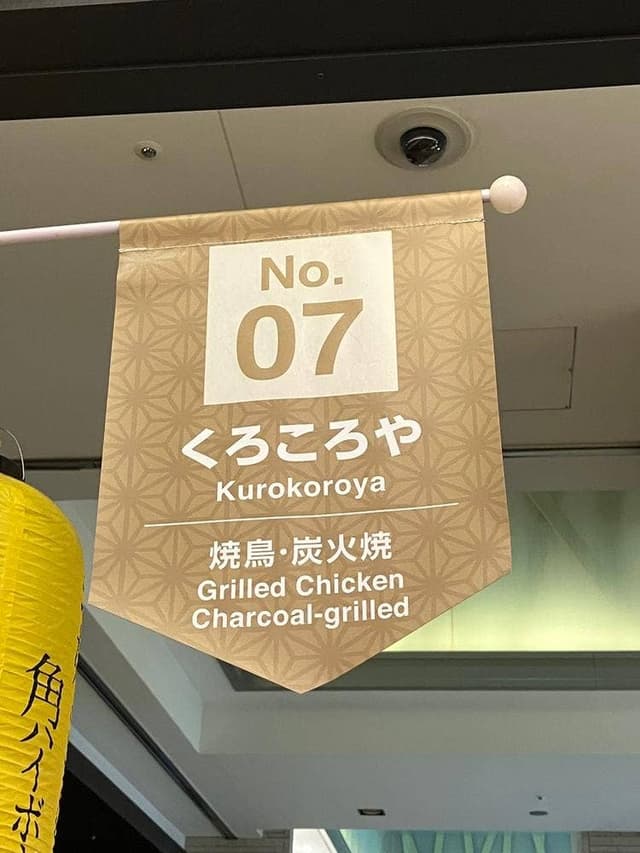 No.
07
くろころや
Kurokoroya
焼鳥・炭火焼
Grilled Chicken
Charcoal-grilled
角ハイボ